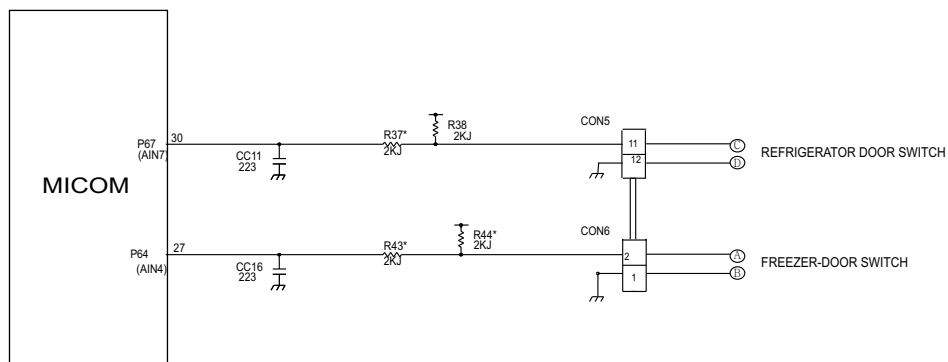 MICOM
P67
(AIN7)
30
CC11
223
R37*
2KJ
R38
2KJ
CON5
11
12
C
D
REFRIGERATOR DOOR SWITCH
P64
(AIN4)
27
CC16
223
R43*
2KJ
R44*
2KJ
CON6
2
1
A
B
FREEZER-DOOR SWITCH